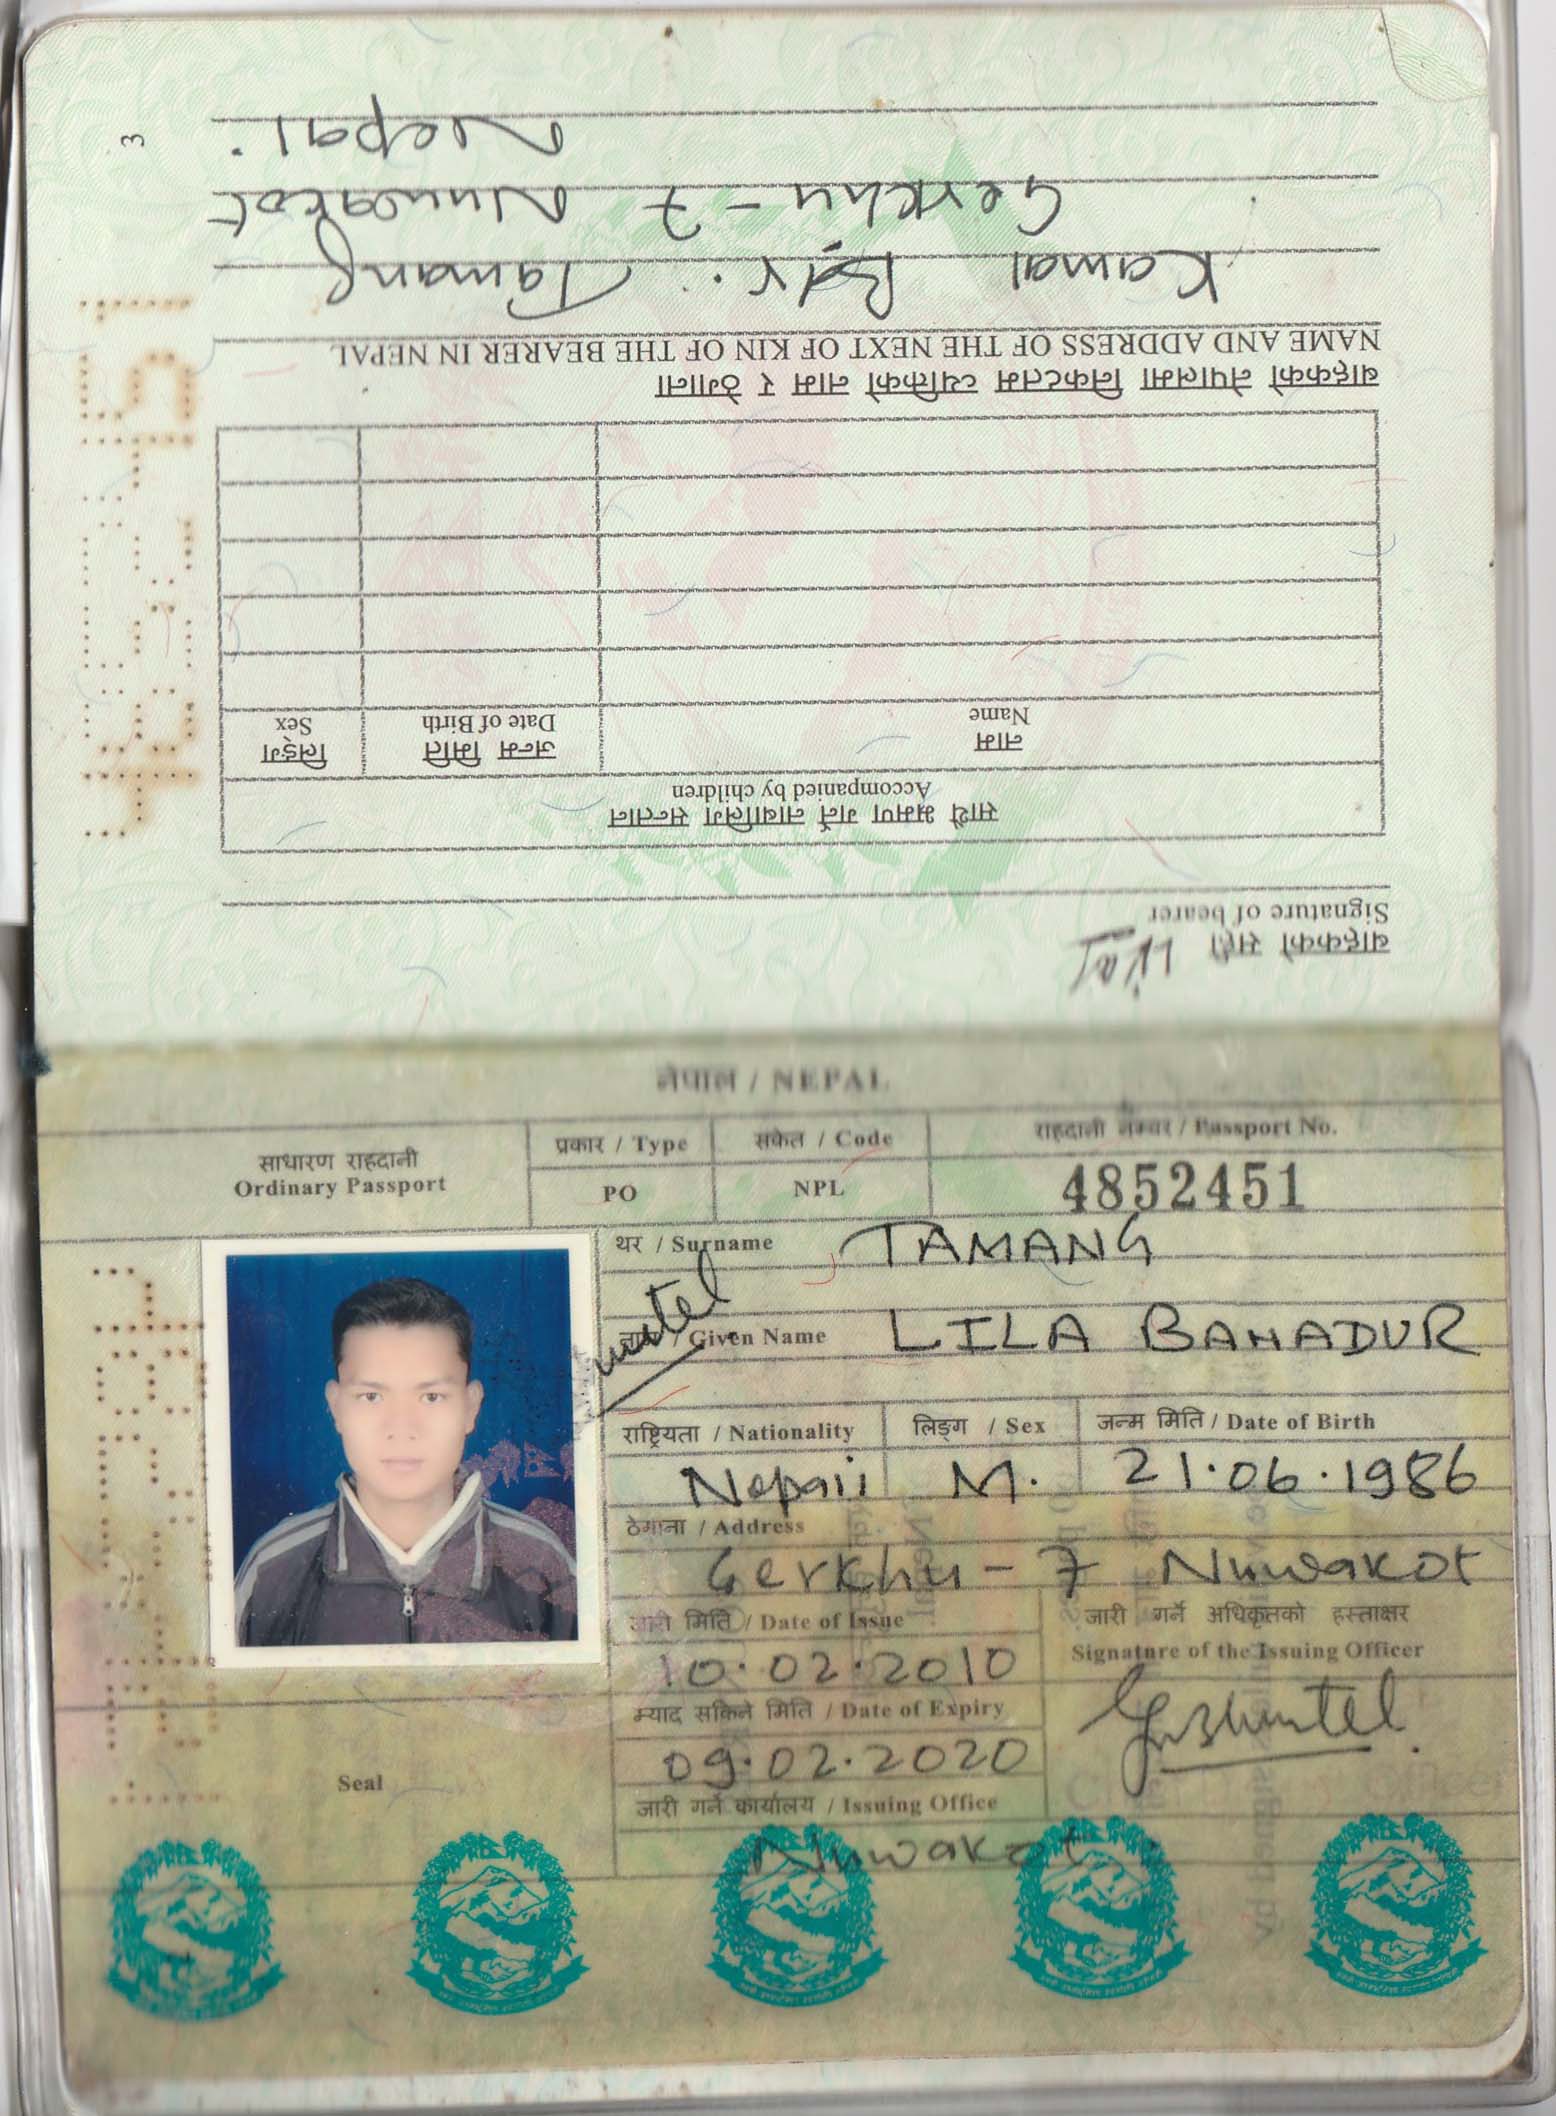 3
Nepal.
Gerkhu - 7 Nuwakot
Kamal Bdr. Tamang
NAME AND ADDRESS OF THE NEXT OF KIN OF THE BEARER IN NEPAL
वाहकको नेपालमा निकटतम व्यक्तिको नाम र ठेगाना
Sex
Date of Birth
Name
लिङ्ग
जन्म मिति
नाम
Accompanied by children
साथै भ्रमण गर्ने नाबालिग सन्तान
Signature of bearer
वाहकको सही
नेपाल / NEPAL
साधारण राहदानी
Ordinary Passport
प्रकार / Type
PO
संकेत / Code
NPL
राहदानी नम्बर / Passport No.
4852451
थर / Surname TAMANG
नाम / Given Name LILA BAHADUR
राष्ट्रियता / Nationality
लिङ्ग / Sex
जन्म मिति / Date of Birth
Nepali
M.
21.06.1986
ठेगाना / Address
Gerkhu - 7 Nuwakot
जारी मिति / Date of Issue
10.02.2010
म्याद सकिने मिति / Date of Expiry
09.02.2020
जारी गर्ने कार्यालय / Issuing Office
Nuwakot
जारी गर्ने अधिकृतको हस्ताक्षर
Signature of the Issuing Officer
Seal